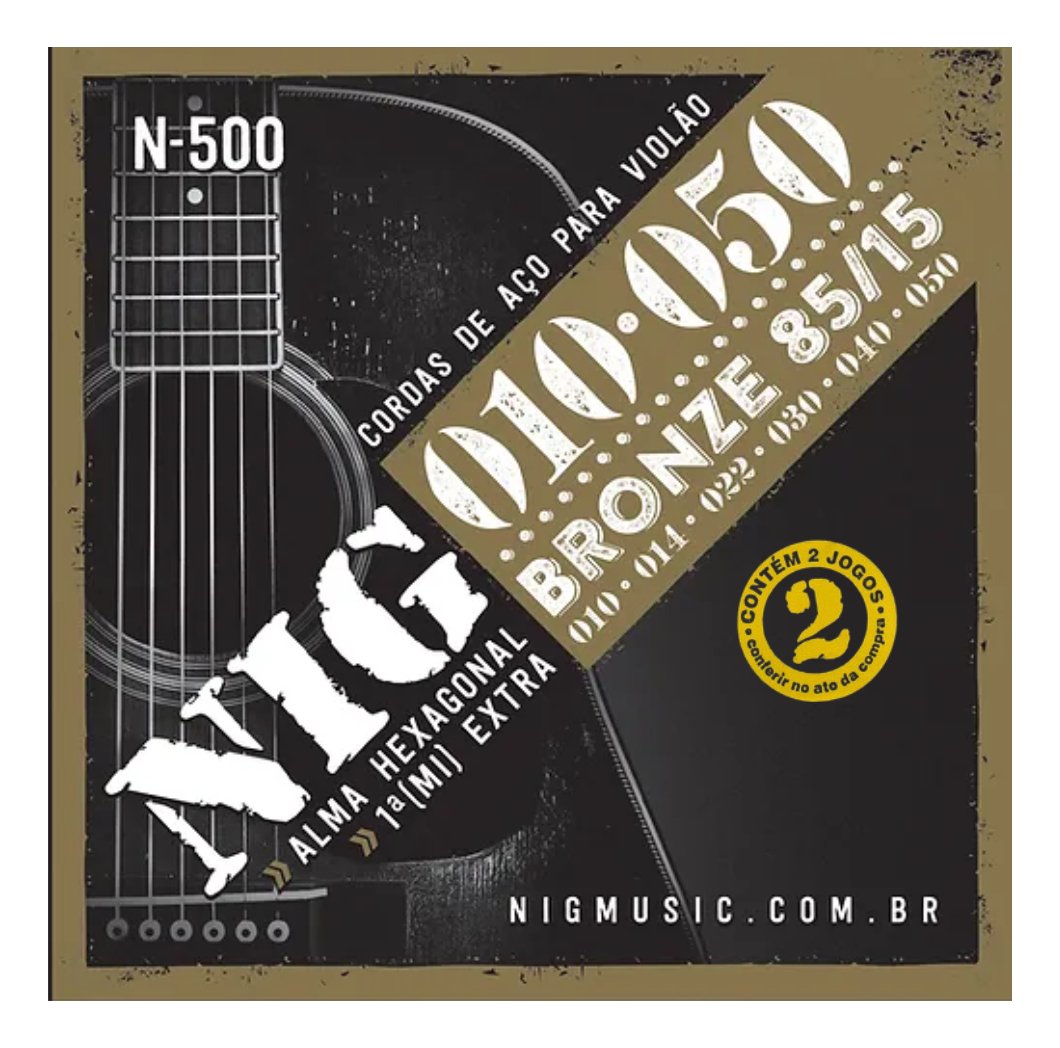 N-500
CORDAS DE AÇO PARA VIOLÃO
010·050
BRONZE 85/15
010 · 014 · 022 · 030 · 040 · 050
NIG
ALMA HEXAGONAL
1ª(MI) EXTRA
· CONTÉM 2 JOGOS ·
2
conferir no ato da compra
NIGMUSIC.COM.BR